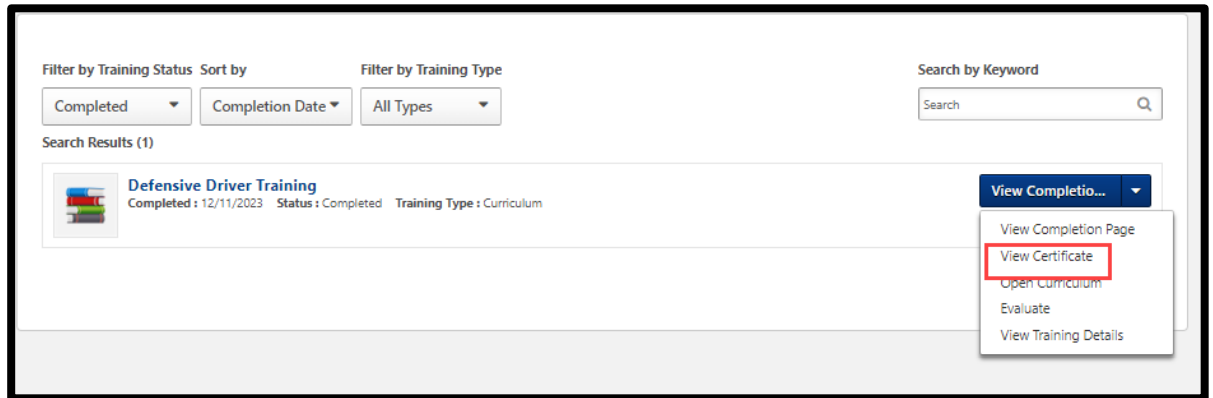 Filter by Training Status Sort by Filter by Training Type Search by Keyword
Completed Completion Date All Types Search
Search Results (1)
Defensive Driver Training
Completed : 12/11/2023 Status : Completed Training Type : Curriculum
View Completio...
View Completion Page
View Certificate
Open Curriculum
Evaluate
View Training Details